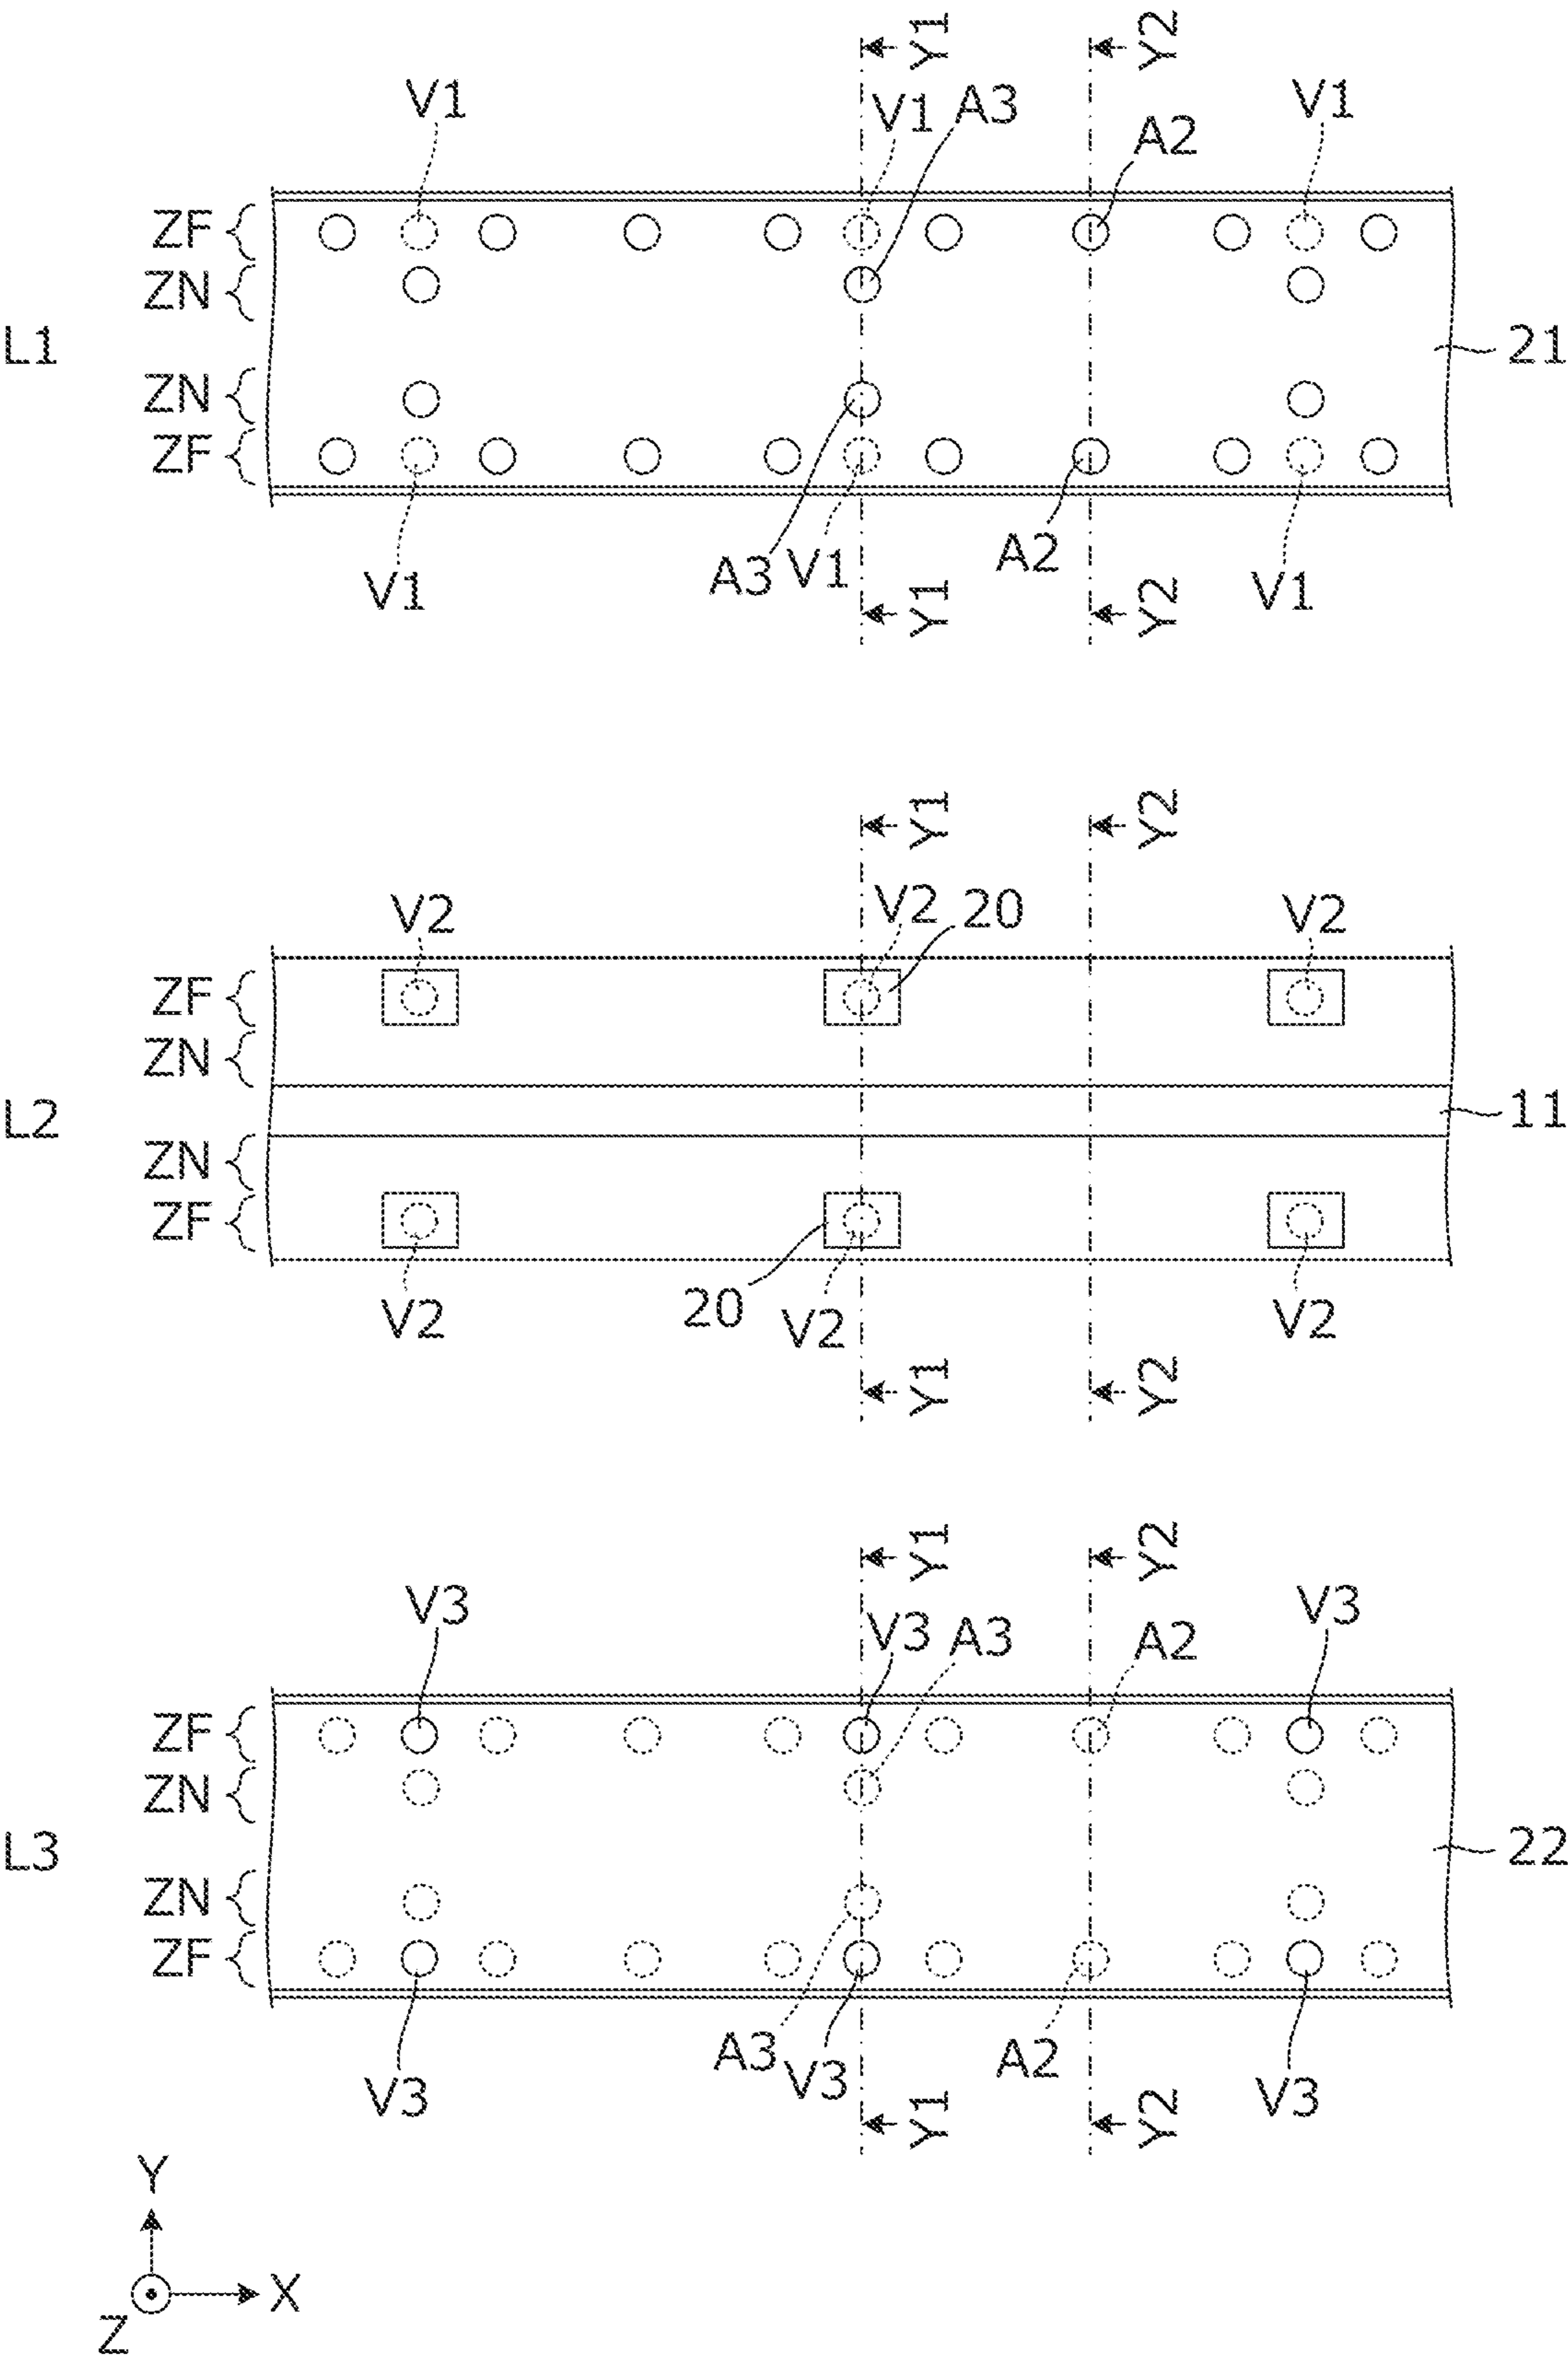 Y1 Y2
V1 V1 A3 A2 V1
ZF
ZN
L1 21
ZN
ZF
V1 A3 V1 A2 V1
Y1 Y2
Y1 Y2
V2 V2 20 V2
ZF
ZN
L2 11
ZN
ZF
V2 20 V2 V2
Y1 Y2
Y1 Y2
V3 V3 A3 A2 V3
ZF
ZN
L3 22
ZN
ZF
V3 A3 V3 A2 V3
Y1 Y2
Y
X
Z